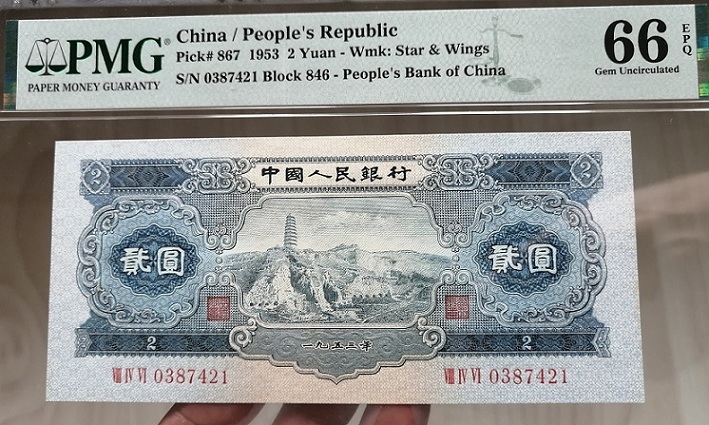 PMG
PAPER MONEY GUARANTY
China / People's Republic
Pick# 867 1953 2 Yuan - Wmk: Star & Wings
S/N 0387421 Block 846 - People's Bank of China
66 EPQ
Gem Uncirculated
2 中國人民銀行 2
貳圓 貳圓
一九五三年
2 2
VIII IV VI 0387421 VIII IV VI 0387421